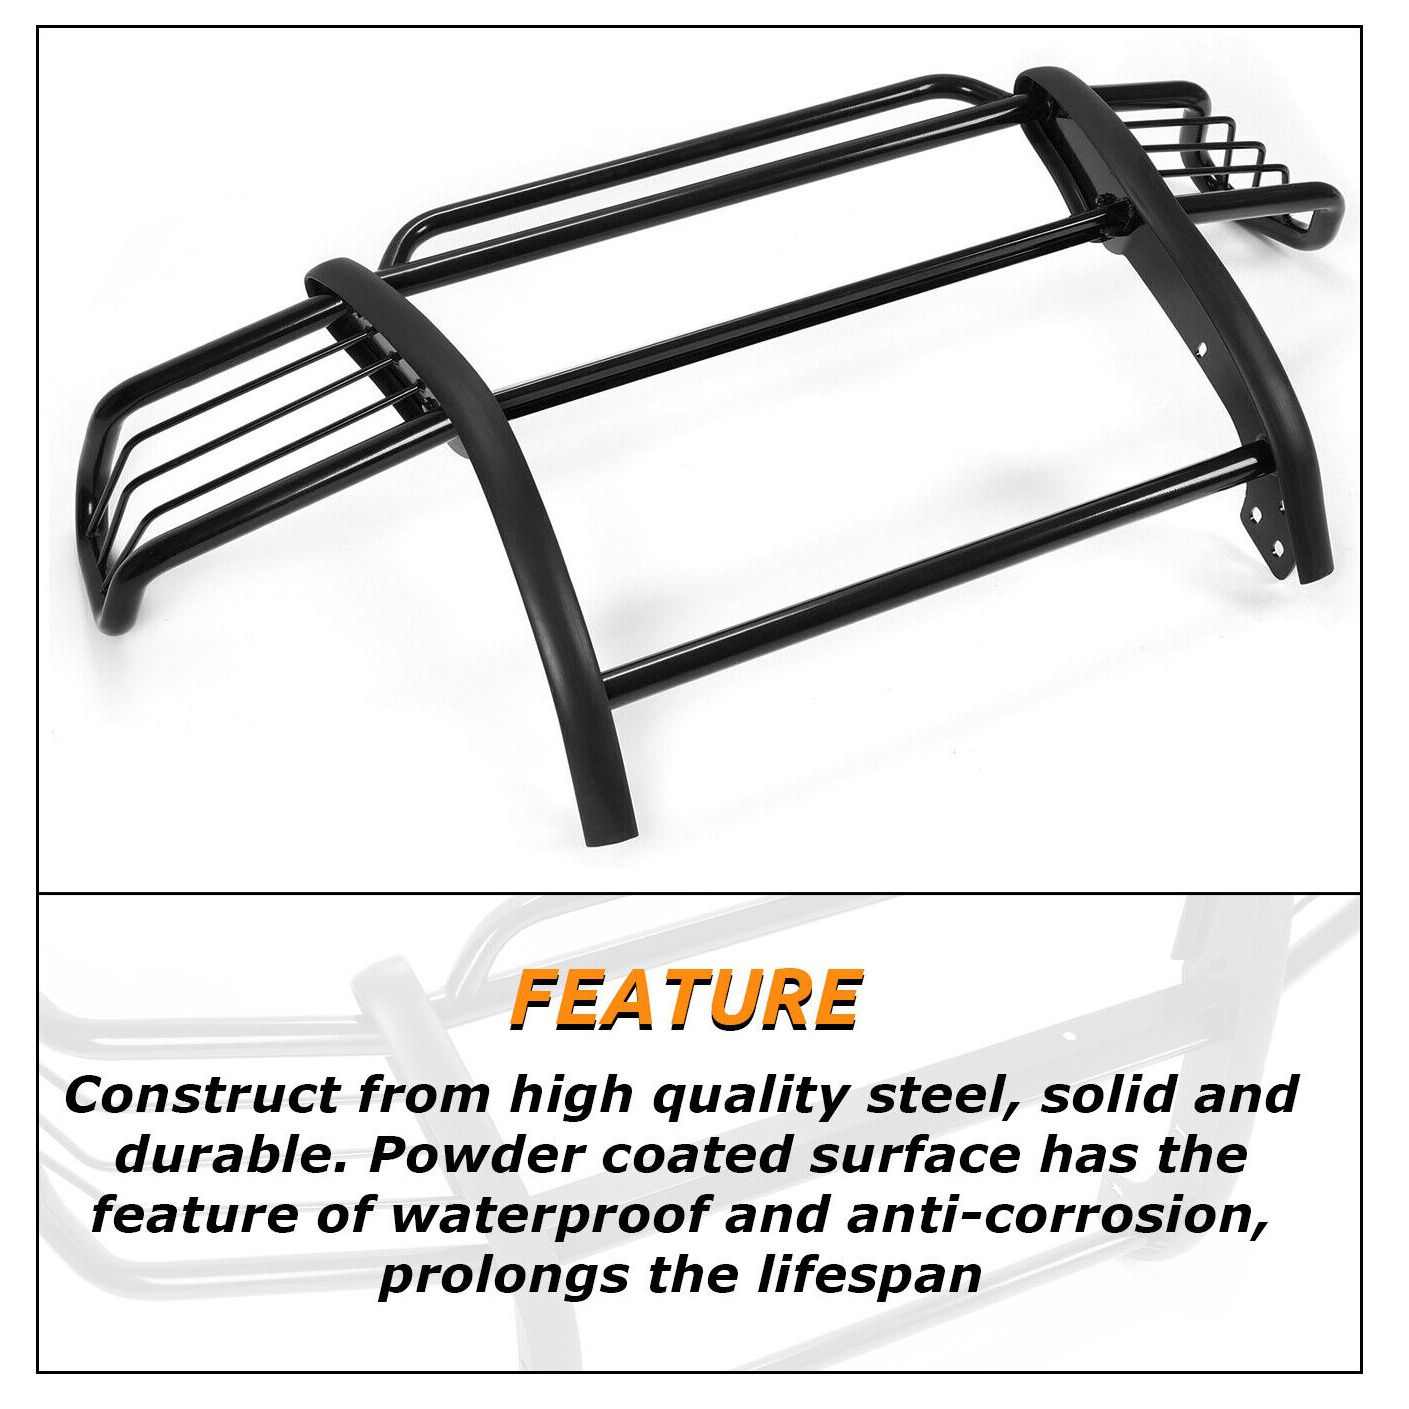 FEATURE
Construct from high quality steel, solid and
durable. Powder coated surface has the
feature of waterproof and anti-corrosion,
prolongs the lifespan